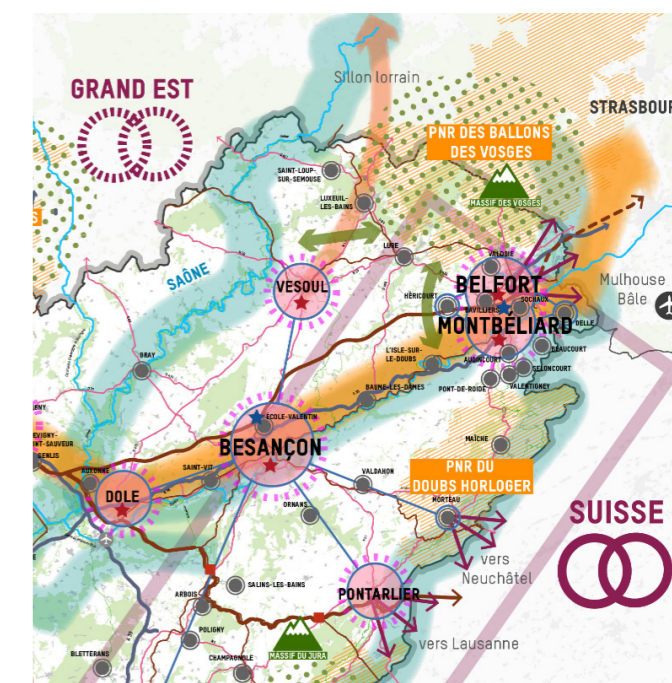 Sillon lorrain
GRAND EST
STRASBOUR
PNR DES BALLONS
DES VOSGES
SAINT-LOUP-
SUR-SEMOUSE
MASSIF DES VOSGES
LUXEUIL-
LES-BAINS
LURE
SAÔNE
VESOUL
BELFORT
HÉRICOURT
BAVILLIERS
SOCHAUX
Mulhouse
Bâle
MONTBÉLIARD
DELLE
BEAUCOURT
L'ISLE-SUR-
LE-DOUBS
AUDINCOURT
SELONCOURT
GRAY
PONT-DE-ROIDE
VALENTIGNEY
BAUME-LES-DAMES
ÉCOLE-VALENTIN
BESANÇON
MAÎCHE
EVIGNY-
NT-SAUVEUR
GENLIS
AUXONNE
SAINT-VIT
VALDAHON
PNR DU
DOUBS HORLOGER
DOLE
MORTEAU
ORNANS
SUISSE
vers
Neuchâtel
SALINS-LES-BAINS
PONTARLIER
ARBOIS
POLIGNY
vers Lausanne
BLETTERANS
CHAMPAGNOLE
MASSIF DU JURA